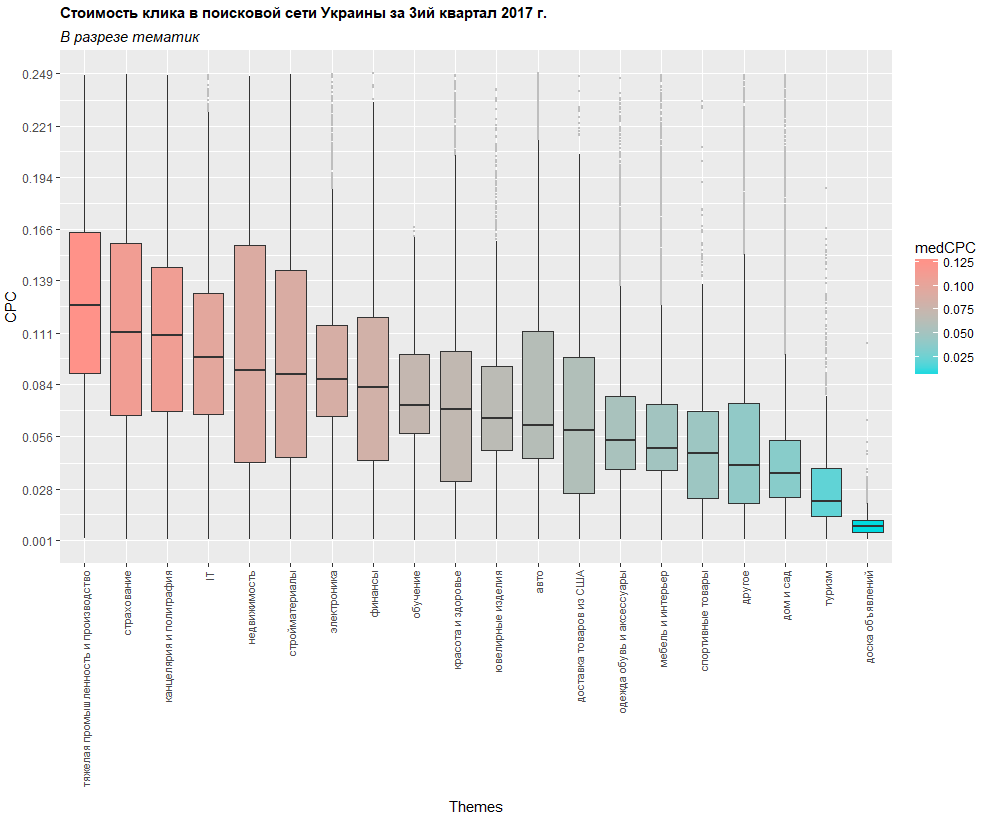 Стоимость клика в поисковой сети Украины за 3ий квартал 2017 г.
В разрезе тематик
CPC
0.249
0.221
0.194
0.166
0.139
0.111
0.084
0.056
0.028
0.001
тяжелая промышленность и производство
страхование
канцелярия и полиграфия
IT
недвижимость
стройматериалы
электроника
финансы
обучение
красота и здоровье
ювелирные изделия
авто
доставка товаров из США
одежда обувь и аксессуары
мебель и интерьер
спортивные товары
другое
дом и сад
туризм
доска объявлений
Themes
medCPC
0.125
0.100
0.075
0.050
0.025